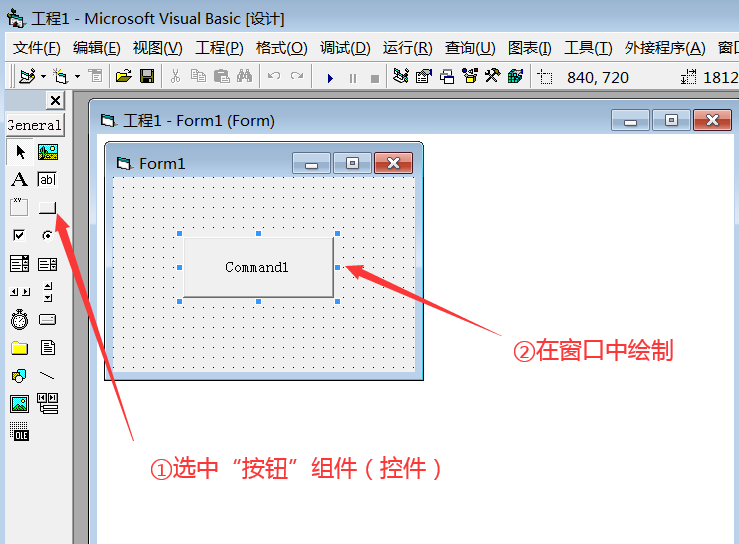 工程1 - Microsoft Visual Basic [设计]
文件(F) 编辑(E) 视图(V) 工程(P) 格式(O) 调试(D) 运行(R) 查询(U) 图表(I) 工具(T) 外接程序(A)
840, 720 1812
General
工程1 - Form1 (Form)
Form1
A ab|
XY
Command1
②在窗口中绘制
OLE
①选中“按钮”组件（控件）